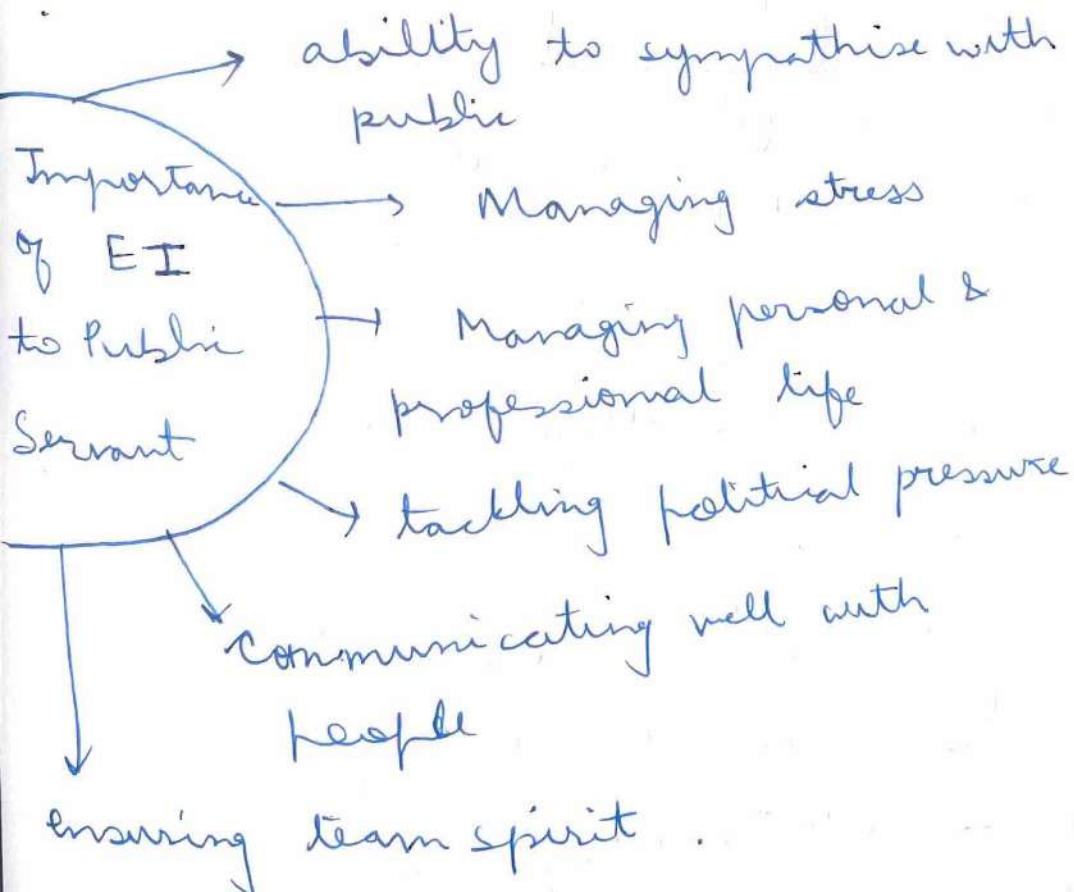 ability to sympathise with
public
Importance
of EI
to Public
Servant
Managing stress
Managing personal &
professional life
tackling political pressure
communicating well with
people
ensuring team spirit .